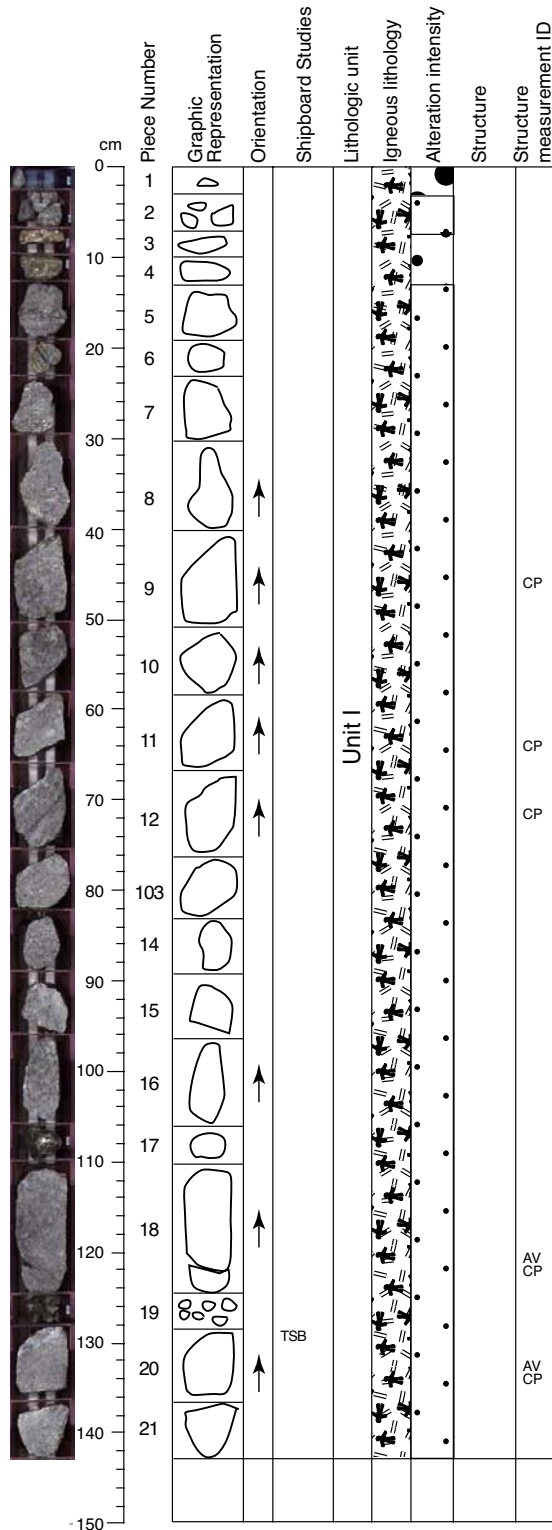 cm
Piece Number
Graphic
Representation
Orientation
Shipboard Studies
Lithologic unit
Igneous lithology
Alteration intensity
Structure
Structure
measurement ID
0
1
2
3
10
4
5
20
6
7
30
8
40
9
CP
50
10
60
11
CP
Unit I
70
12
CP
80
103
14
90
15
100
16
17
110
18
120
AV
CP
19
130
TSB
20
AV
CP
140
21
150